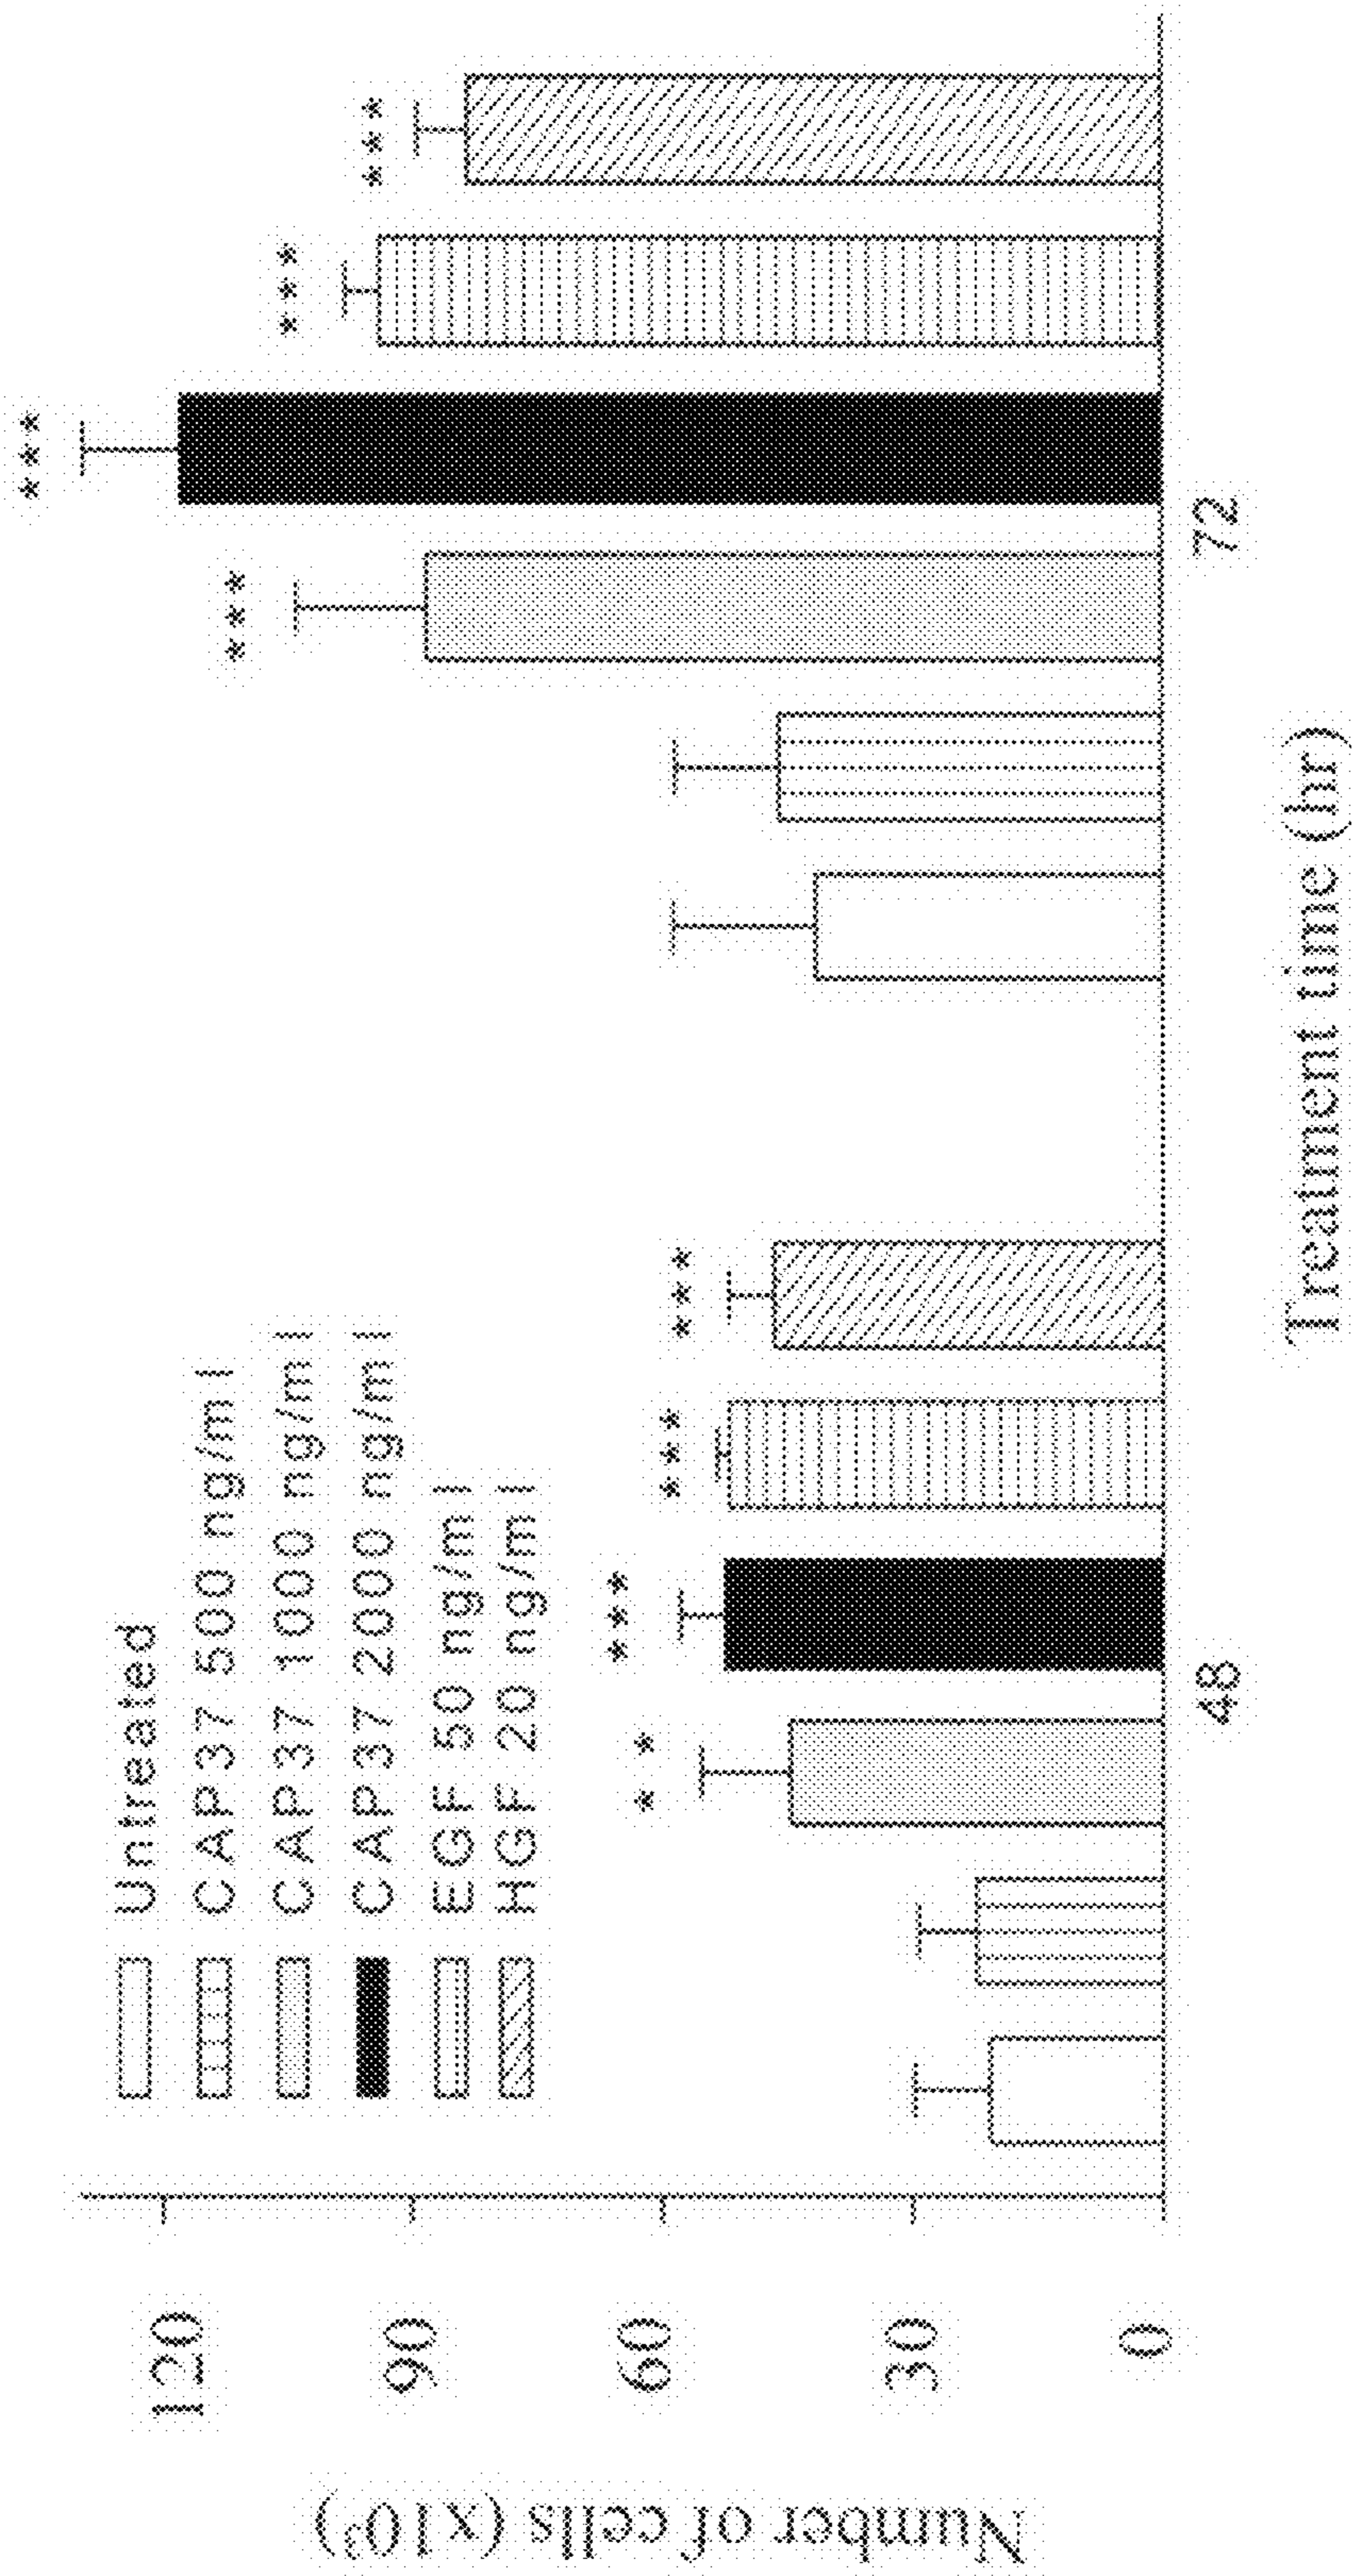 Number of cells (x10³)
120
90
60
30
0
Untreated
CAP37 500 ng/ml
CAP37 1000 ng/ml
CAP37 2000 ng/ml
EGF 50 ng/ml
HGF 20 ng/ml
**
***
***
***
***
***
***
***
48
72
Treatment time (hr)